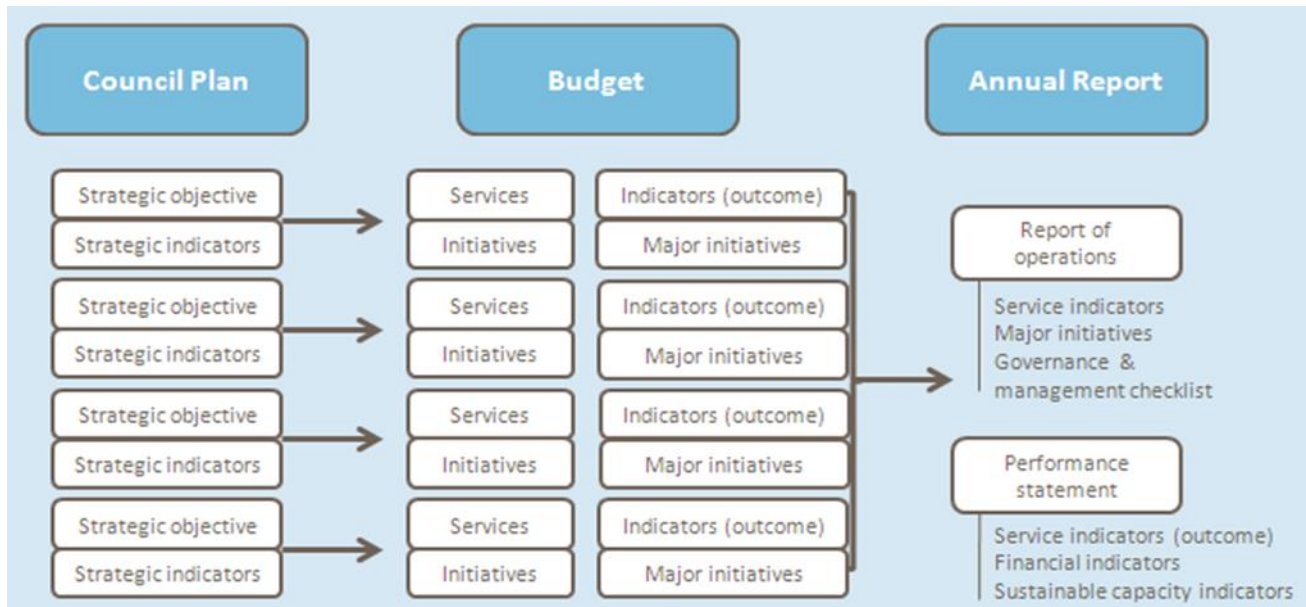 Council Plan
Budget
Annual Report
Strategic objective
Strategic indicators
Services
Initiatives
Indicators (outcome)
Major initiatives
Strategic objective
Strategic indicators
Services
Initiatives
Indicators (outcome)
Major initiatives
Strategic objective
Strategic indicators
Services
Initiatives
Indicators (outcome)
Major initiatives
Strategic objective
Strategic indicators
Services
Initiatives
Indicators (outcome)
Major initiatives
Report of
operations
Service indicators
Major initiatives
Governance &
management checklist
Performance
statement
Service indicators (outcome)
Financial indicators
Sustainable capacity indicators